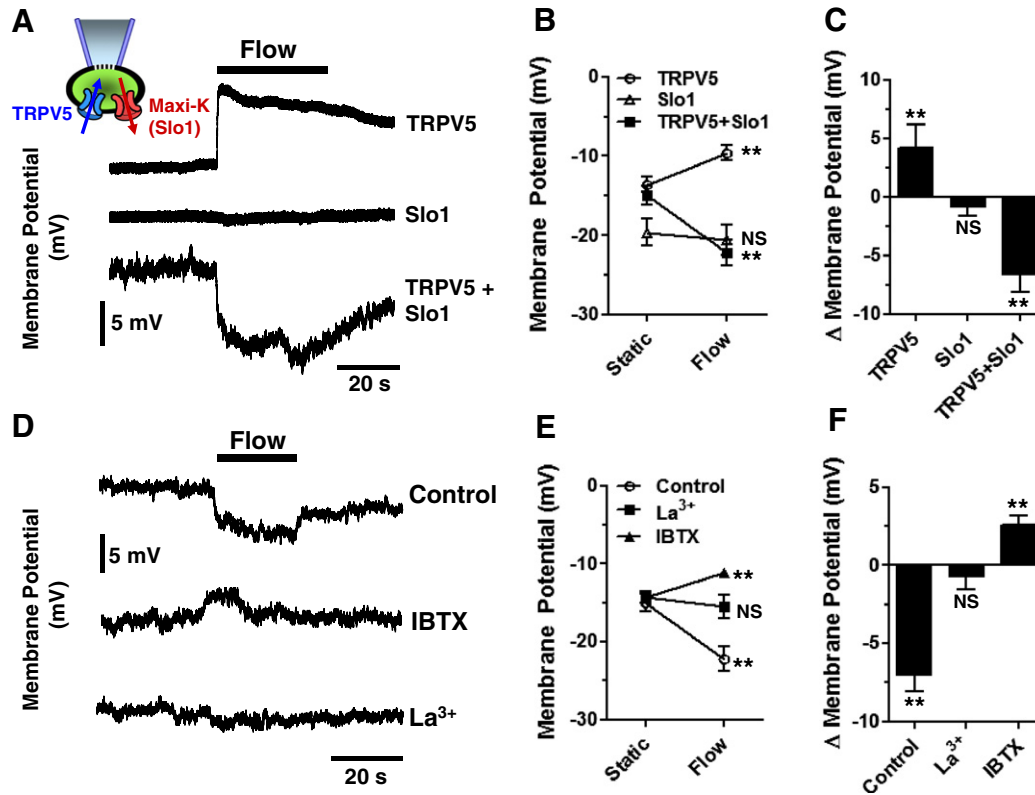 A
Flow
TRPV5
Maxi-K
(Slo1)
TRPV5
Slo1
TRPV5 +
Slo1
Membrane Potential
(mV)
5 mV
20 s
B
Membrane Potential (mV)
0
-10
-20
-30
TRPV5
Slo1
TRPV5+Slo1
**
NS
**
Static
Flow
C
Δ Membrane Potential (mV)
10
5
0
-5
-10
**
NS
**
TRPV5
Slo1
TRPV5+Slo1
D
Flow
Control
5 mV
IBTX
La³⁺
Membrane Potential
(mV)
20 s
E
Membrane Potential (mV)
0
-10
-20
-30
Control
La³⁺
IBTX
**
NS
**
Static
Flow
F
Δ Membrane Potential (mV)
5
0
-5
-10
**
NS
**
Control
La³⁺
IBTX